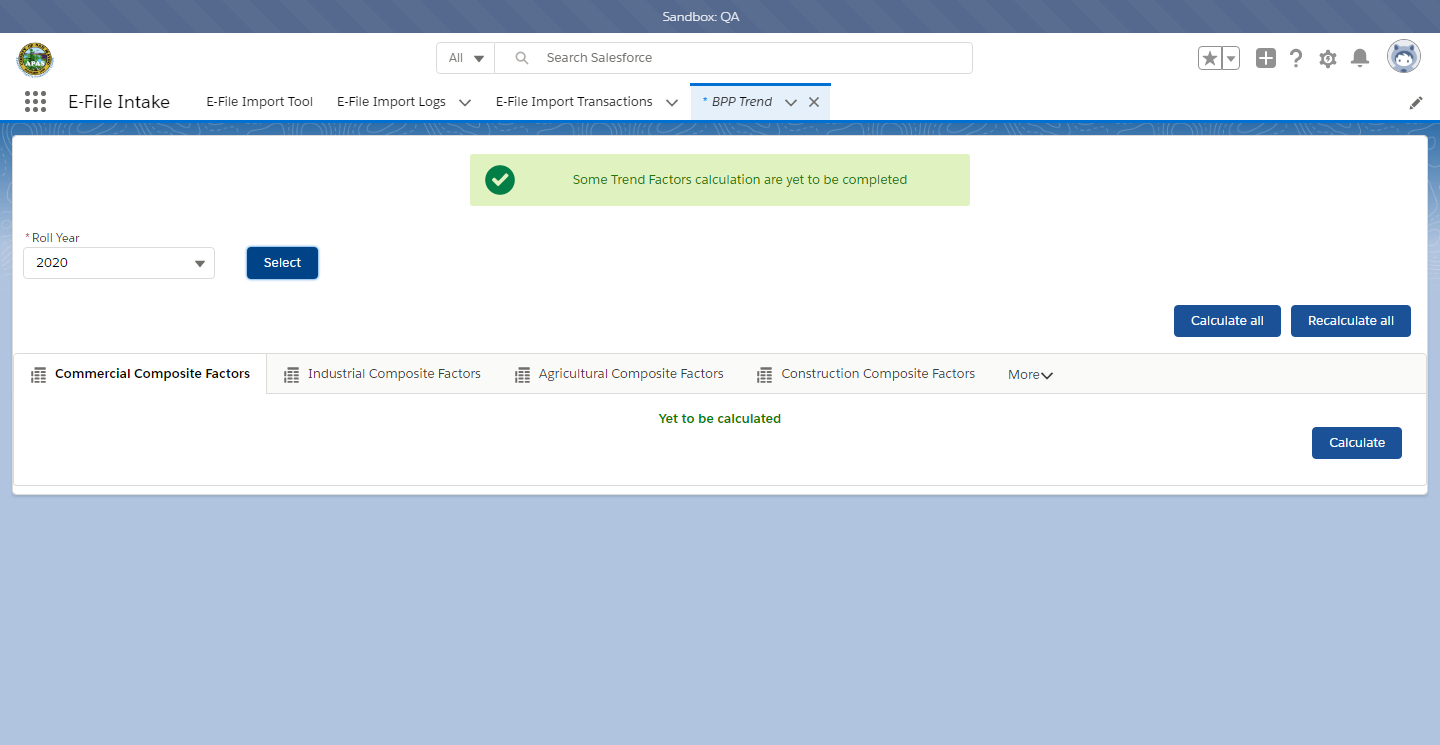 Sandbox: QA
APAS
All
Search Salesforce
E-File Intake
E-File Import Tool
E-File Import Logs
E-File Import Transactions
* BPP Trend
Some Trend Factors calculation are yet to be completed
* Roll Year
2020
Select
Calculate all
Recalculate all
Commercial Composite Factors
Industrial Composite Factors
Agricultural Composite Factors
Construction Composite Factors
More
Yet to be calculated
Calculate